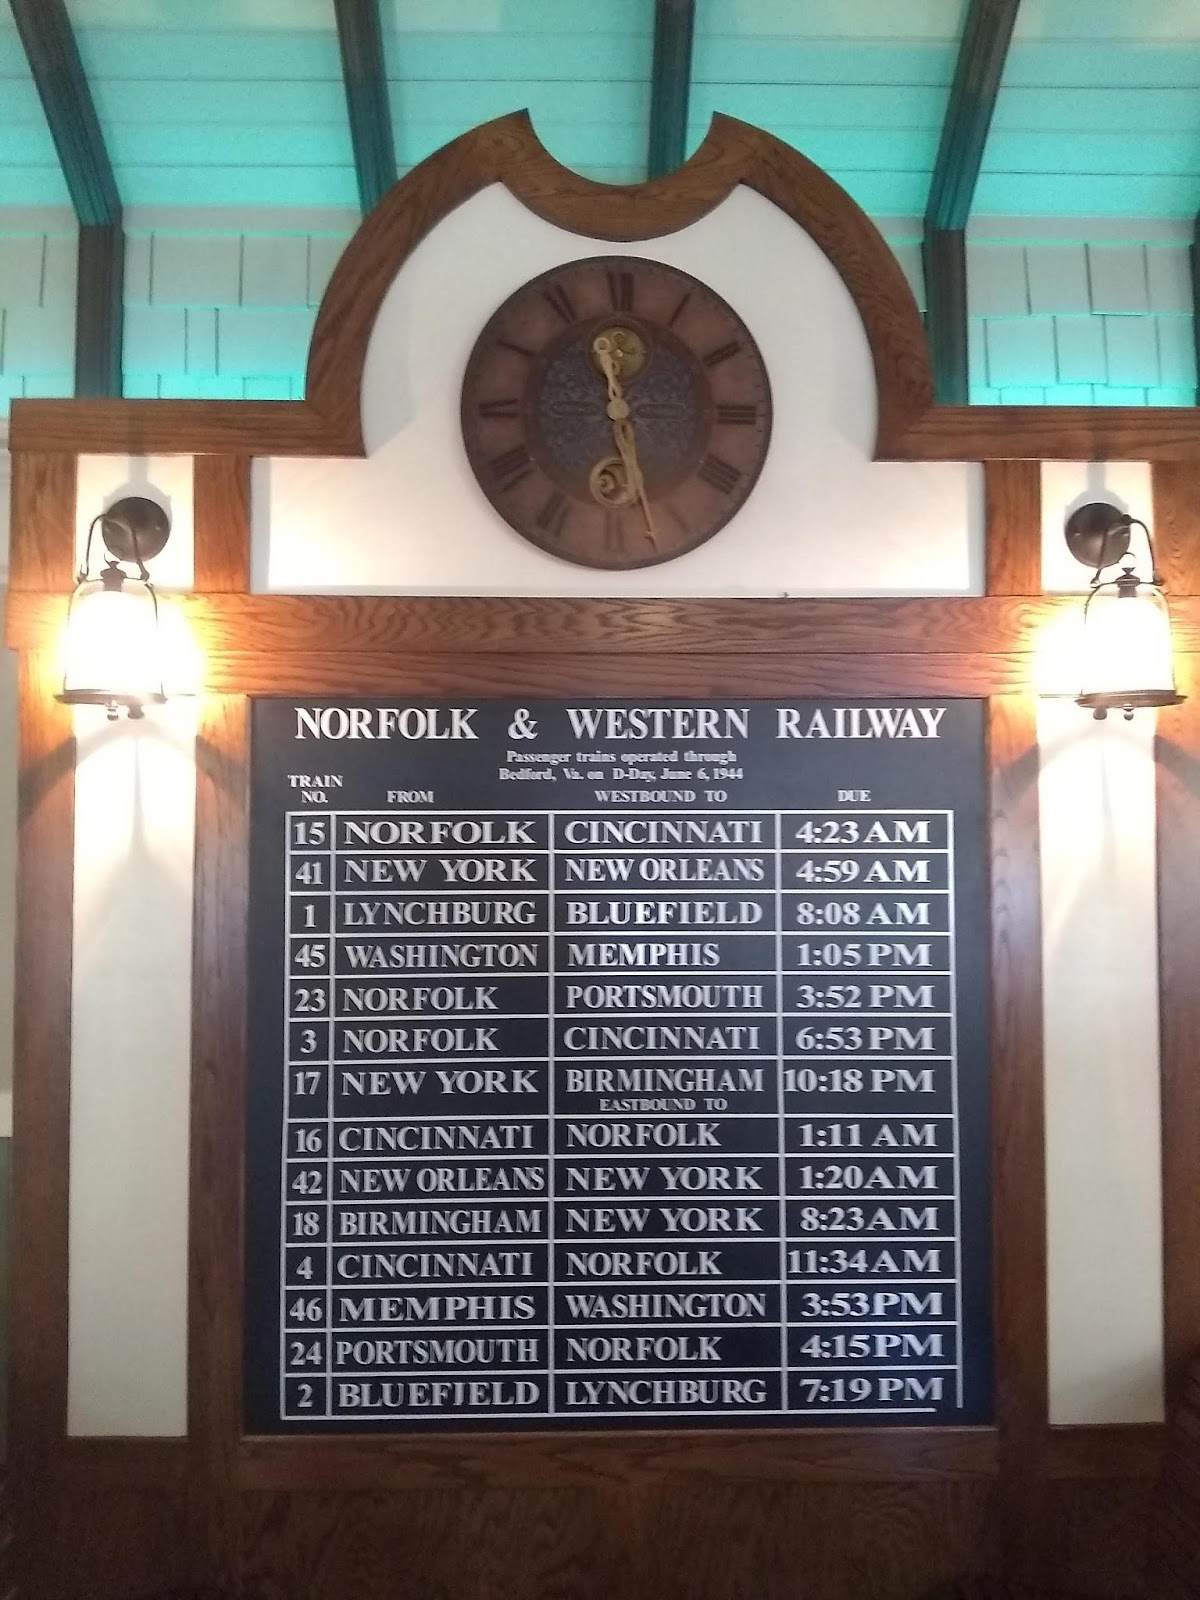 NORFOLK & WESTERN RAILWAY
Passenger trains operated through
Bedford, Va. on D-Day, June 6, 1944
TRAIN
NO. FROM WESTBOUND TO DUE
15 NORFOLK CINCINNATI 4:23 AM
41 NEW YORK NEW ORLEANS 4:59 AM
1 LYNCHBURG BLUEFIELD 8:08 AM
45 WASHINGTON MEMPHIS 1:05 PM
23 NORFOLK PORTSMOUTH 3:52 PM
3 NORFOLK CINCINNATI 6:53 PM
17 NEW YORK BIRMINGHAM 10:18 PM
EASTBOUND TO
16 CINCINNATI NORFOLK 1:11 AM
42 NEW ORLEANS NEW YORK 1:20 AM
18 BIRMINGHAM NEW YORK 8:23 AM
4 CINCINNATI NORFOLK 11:34 AM
46 MEMPHIS WASHINGTON 3:53 PM
24 PORTSMOUTH NORFOLK 4:15 PM
2 BLUEFIELD LYNCHBURG 7:19 PM